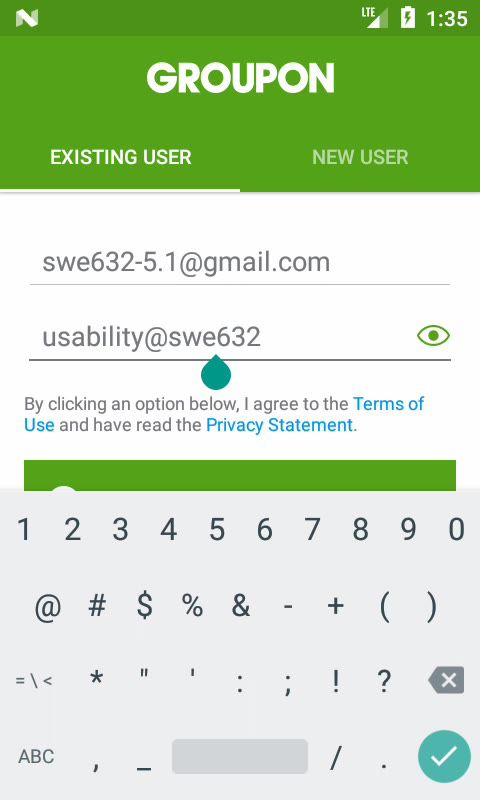 LTE 1:35
GROUPON
EXISTING USER NEW USER
swe632-5.1@gmail.com
usability@swe632
By clicking an option below, I agree to the Terms of
Use and have read the Privacy Statement.
1 2 3 4 5 6 7 8 9 0
@ # $ % & - + ( )
= \ < * " ' : ; ! ?
ABC , _ / .